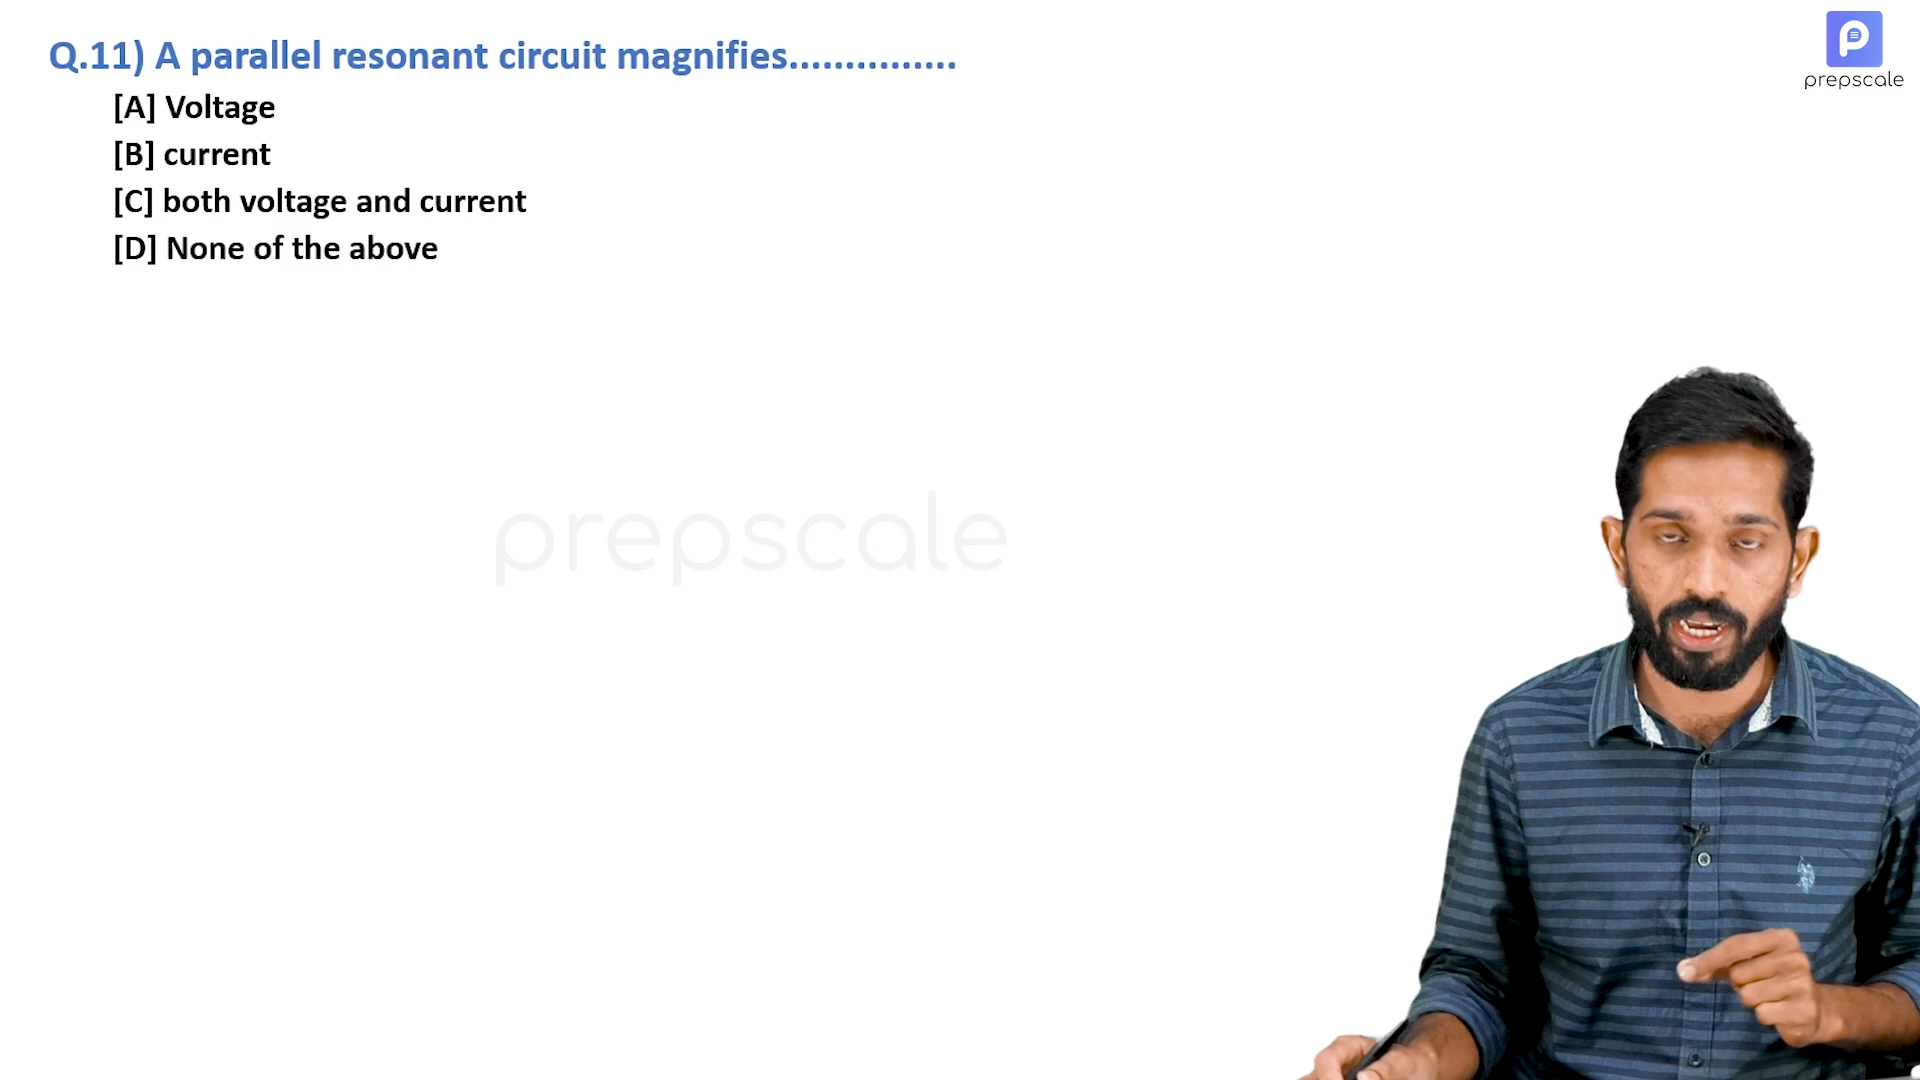 Q.11) A parallel resonant circuit magnifies...............
[A] Voltage
[B] current
[C] both voltage and current
[D] None of the above
prepscale
prepscale